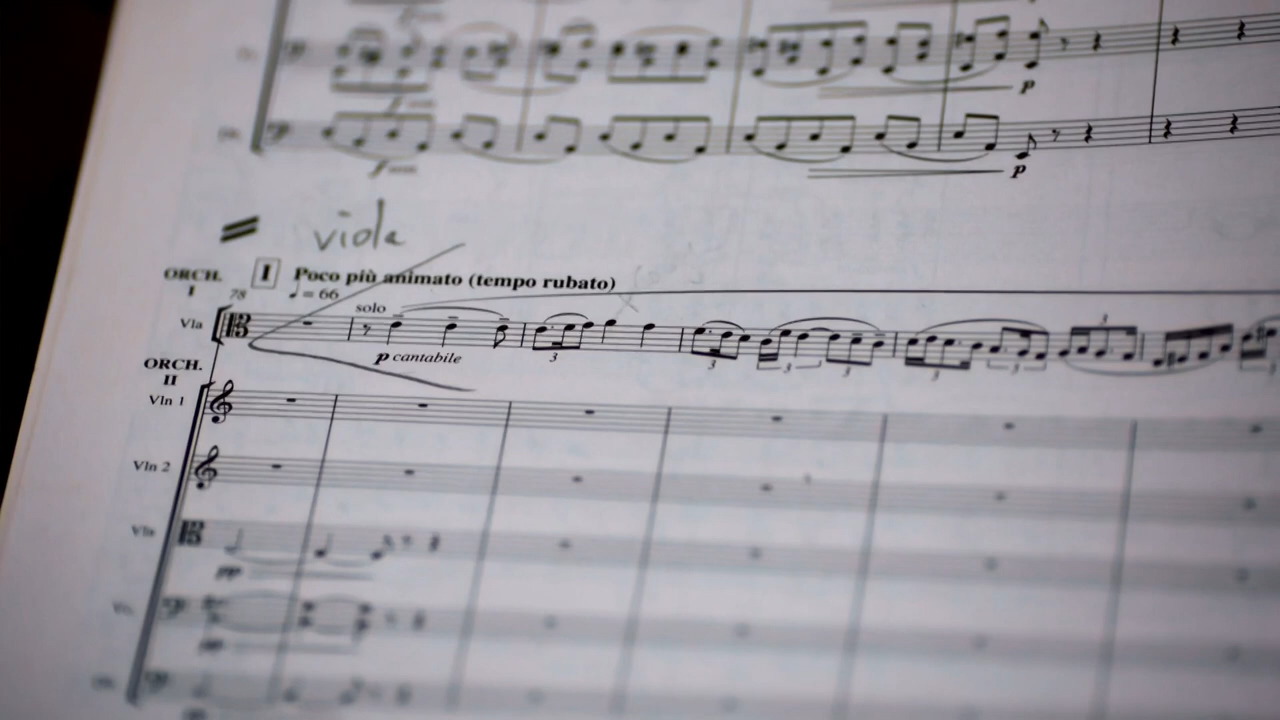 p
p
viola
ORCH. I Poco più animato (tempo rubato)
I 78 ♩ = 66
solo
Vla
p cantabile
3
3 3 3
3 3
3
ORCH.
II
Vln 1
Vln 2
Vla
pp